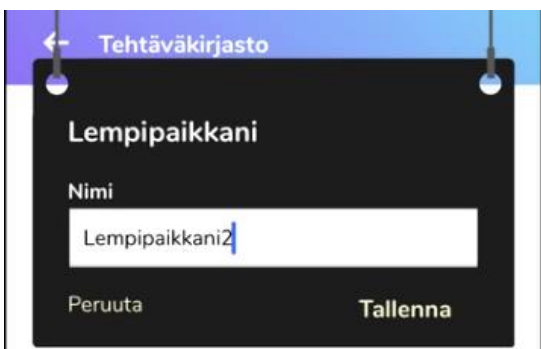 Tehtäväkirjasto
Lempipaikkani
Nimi
Lempipaikkani2
Peruuta
Tallenna